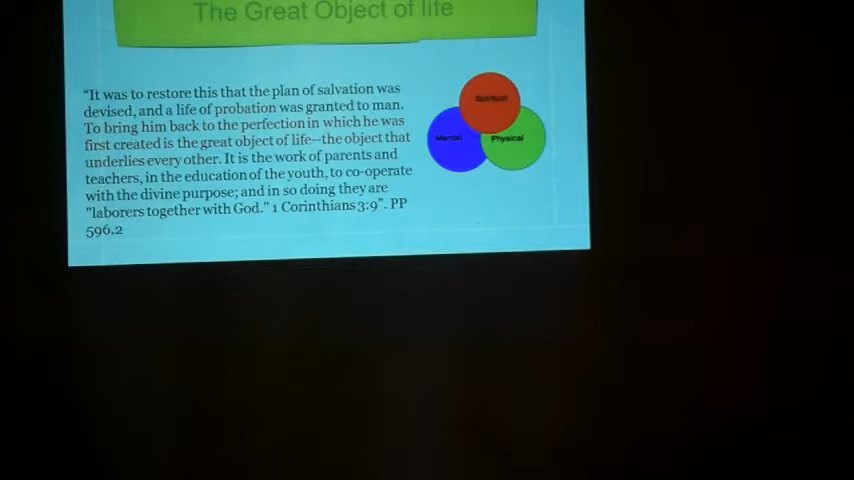 The Great Object of life
"It was to restore this that the plan of salvation was
devised, and a life of probation was granted to man.
To bring him back to the perfection in which he was
first created is the great object of life--the object that
underlies every other. It is the work of parents and
teachers, in the education of the youth, to co-operate
with the divine purpose; and in so doing they are
"laborers together with God." 1 Corinthians 3:9". PP
596.2
Spiritual
Mental
Physical